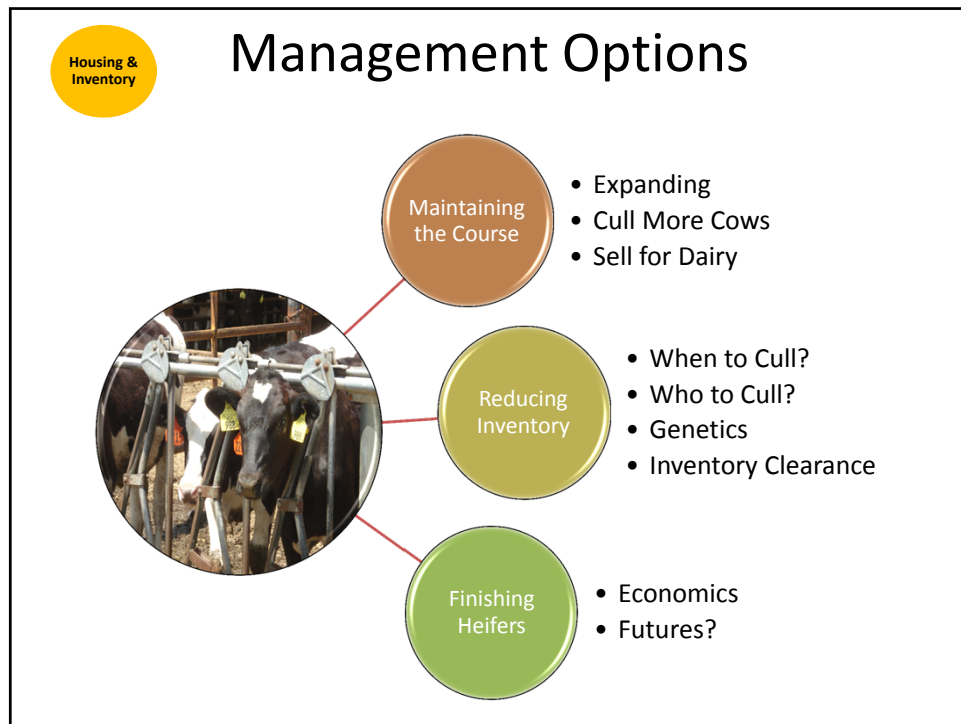 Housing &
Inventory
Management Options
Maintaining
the Course
• Expanding
• Cull More Cows
• Sell for Dairy
Reducing
Inventory
• When to Cull?
• Who to Cull?
• Genetics
• Inventory Clearance
Finishing
Heifers
• Economics
• Futures?